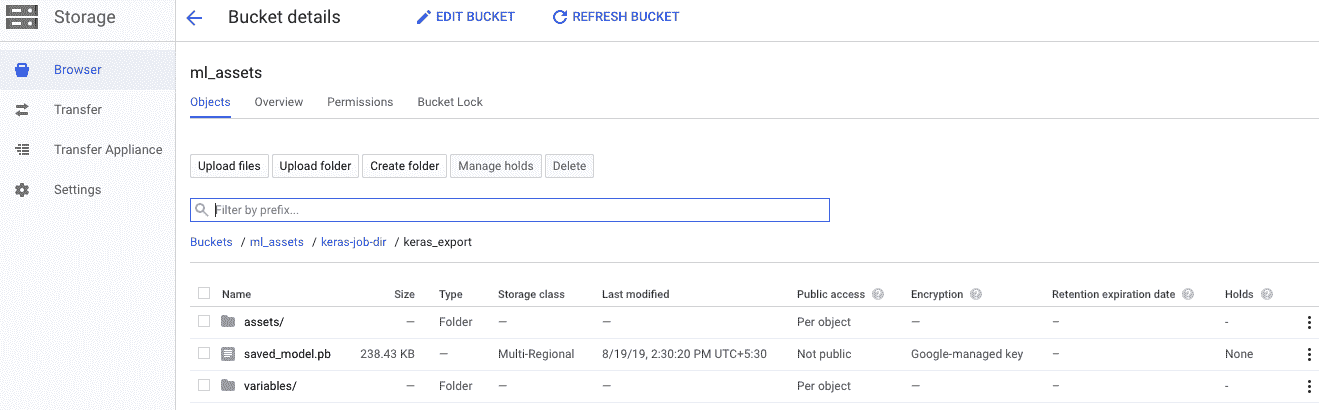 Storage
Bucket details
EDIT BUCKET
REFRESH BUCKET
Browser
Transfer
Transfer Appliance
Settings
ml_assets
Objects Overview Permissions Bucket Lock
Upload files Upload folder Create folder Manage holds Delete
Filter by prefix...
Buckets / ml_assets / keras-job-dir / keras_export
Name Size Type Storage class Last modified Public access Encryption Retention expiration date Holds
assets/ — Folder — — Per object — – -
saved_model.pb 238.43 KB — Multi-Regional 8/19/19, 2:30:20 PM UTC+5:30 Not public Google-managed key – None
variables/ — Folder — — Per object — – -